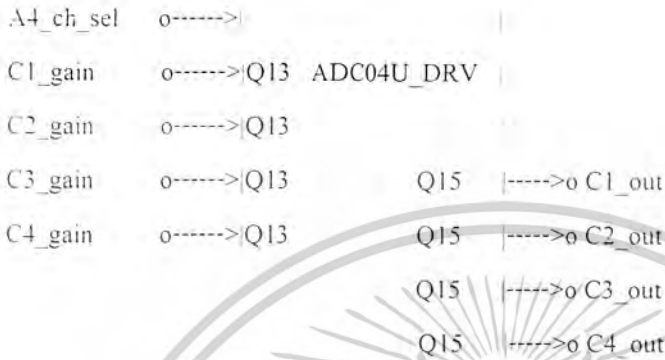 A4_ch_sel o------>|
C1_gain o------>|Q13 ADC04U_DRV |
C2_gain o------>|Q13
C3_gain o------>|Q13 Q15 |----->o C1_out
C4_gain o------>|Q13 Q15 |----->o C2_out
Q15 |----->o C3_out
Q15 |----->o C4_out